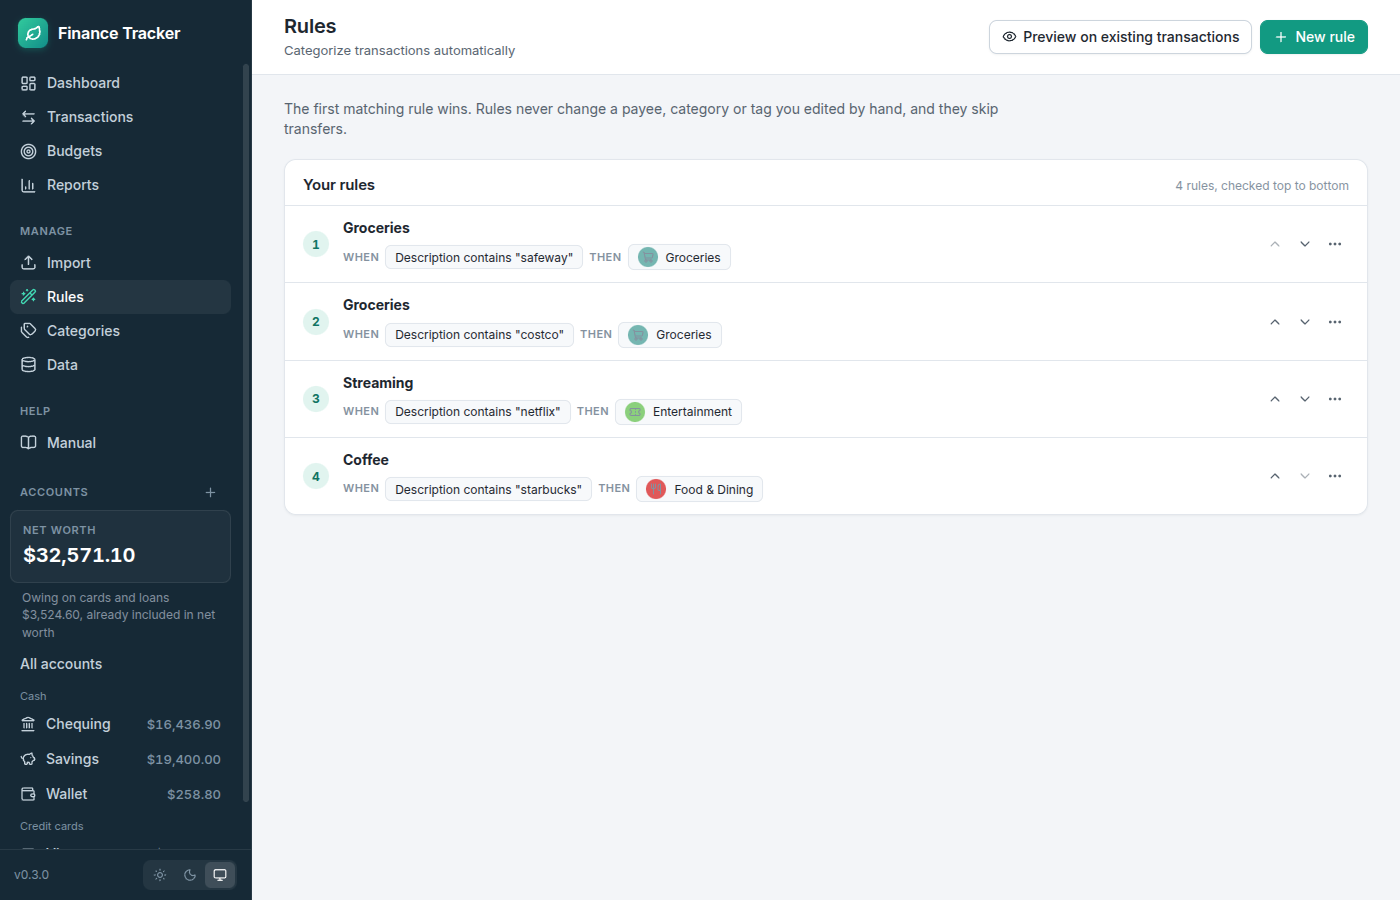 Finance Tracker
Dashboard
Transactions
Budgets
Reports
MANAGE
Import
Rules
Categories
Data
HELP
Manual
ACCOUNTS
NET WORTH
$32,571.10
Owing on cards and loans
$3,524.60, already included in net
worth
All accounts
Cash
Chequing $16,436.90
Savings $19,400.00
Wallet $258.80
Credit cards
v0.3.0
Rules
Categorize transactions automatically
Preview on existing transactions
New rule
The first matching rule wins. Rules never change a payee, category or tag you edited by hand, and they skip
transfers.
Your rules
4 rules, checked top to bottom
1
Groceries
WHEN Description contains "safeway" THEN Groceries
2
Groceries
WHEN Description contains "costco" THEN Groceries
3
Streaming
WHEN Description contains "netflix" THEN Entertainment
4
Coffee
WHEN Description contains "starbucks" THEN Food & Dining